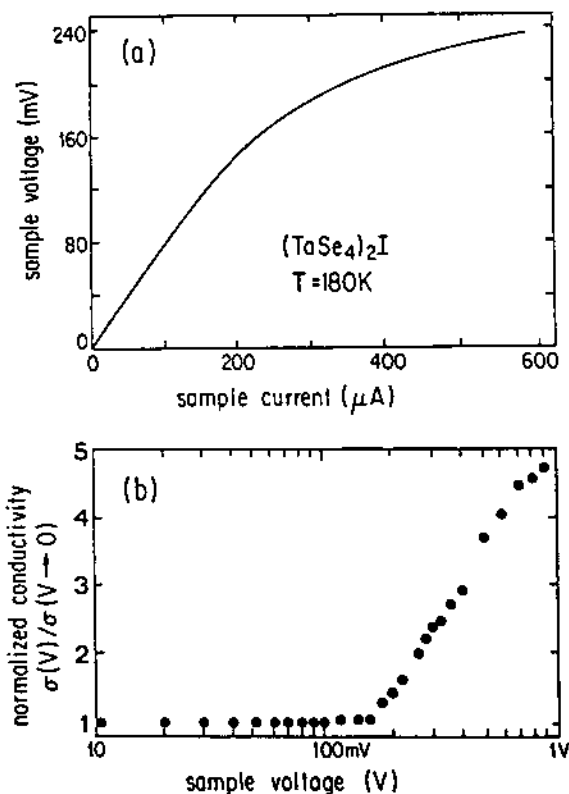 (a)
240
160
80
0
sample voltage (mV)
(TaSe₄)₂I
T = 180K
0 200 400 600
sample current (μA)
(b)
5
4
3
2
1
normalized conductivity
σ(V)/σ(V→0)
10 100mV 1V
sample voltage (V)